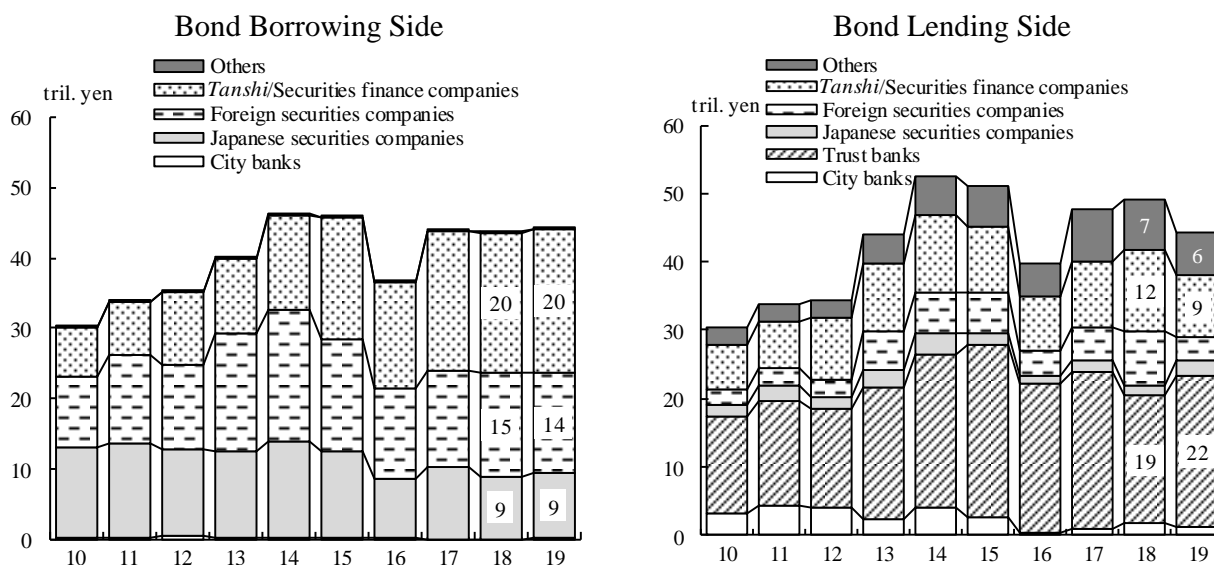 Bond Borrowing Side
Others
Tanshi/Securities finance companies
Foreign securities companies
Japanese securities companies
City banks
tril. yen
60
50
40
30
20
10
0
20
20
15
14
9
9
10 11 12 13 14 15 16 17 18 19
Bond Lending Side
Others
Tanshi/Securities finance companies
Foreign securities companies
Japanese securities companies
Trust banks
City banks
tril. yen
60
50
40
30
20
10
0
7
6
12
9
19
22
10 11 12 13 14 15 16 17 18 19